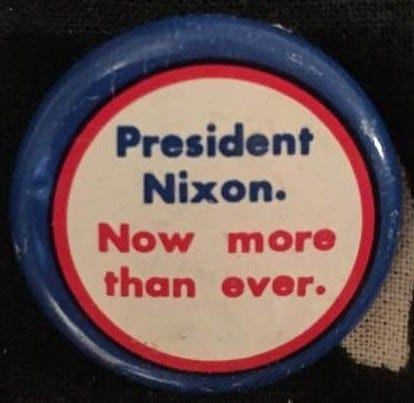 President
Nixon.
Now more
than ever.